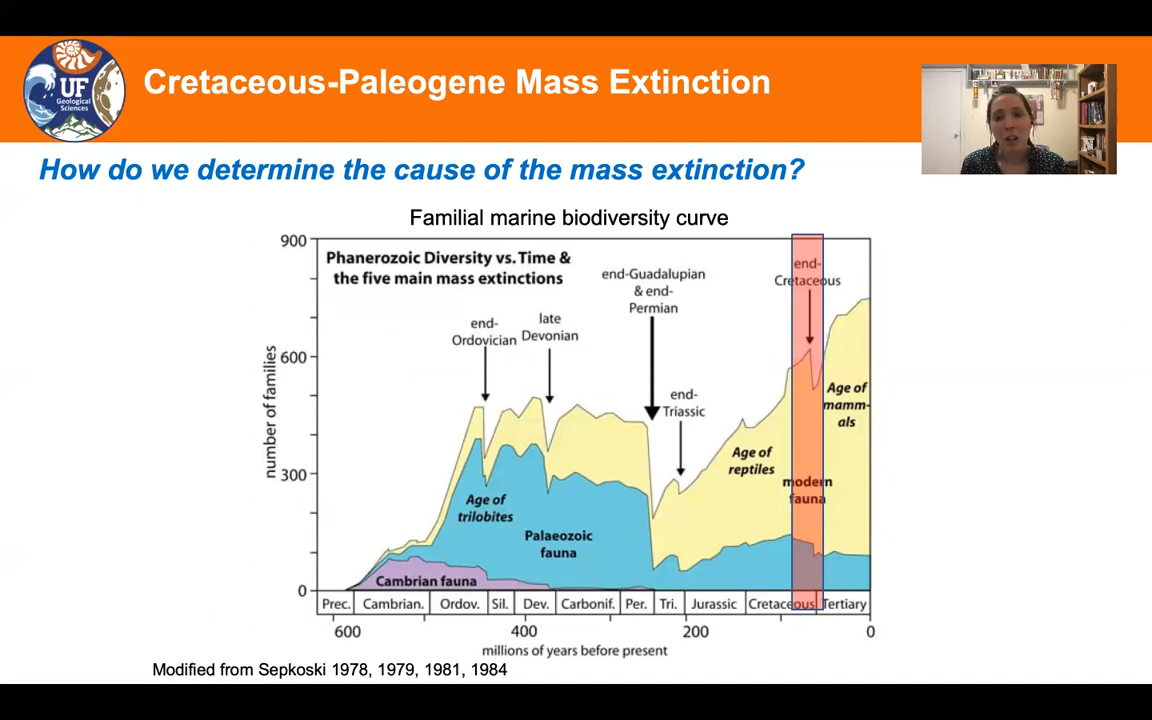 UF
Geological
Sciences
Cretaceous-Paleogene Mass Extinction
How do we determine the cause of the mass extinction?
Familial marine biodiversity curve
900
600
300
0
number of families
Phanerozoic Diversity vs. Time &
the five main mass extinctions
end-
Ordovician
late
Devonian
end-Guadalupian
& end-
Permian
end-
Triassic
end-
Cretaceous
Age of
trilobites
Palaeozoic
fauna
Cambrian fauna
Age of
reptiles
modern
fauna
Age of
mamm-
als
Prec. Cambrian. Ordov. Sil. Dev. Carbonif. Per. Tri. Jurassic Cretaceous Tertiary
600 400 200 0
millions of years before present
Modified from Sepkoski 1978, 1979, 1981, 1984